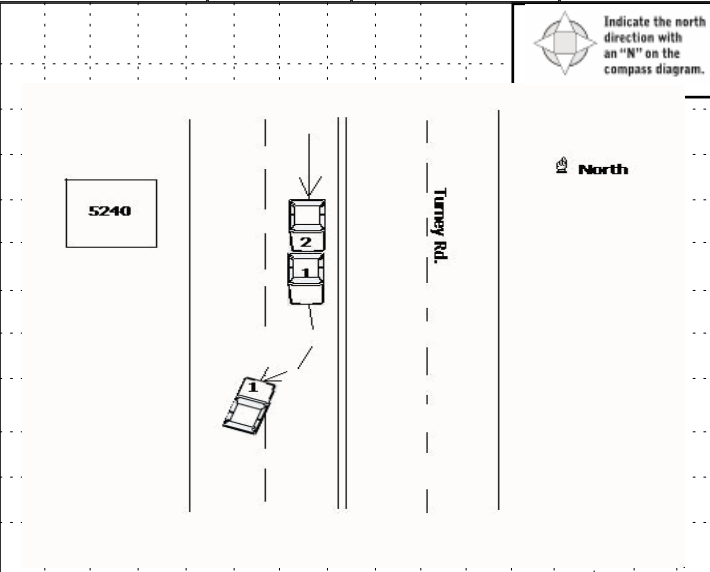 Indicate the north
direction with
an “N” on the
compass diagram.
North
5240
Turney Rd.
2
1
1